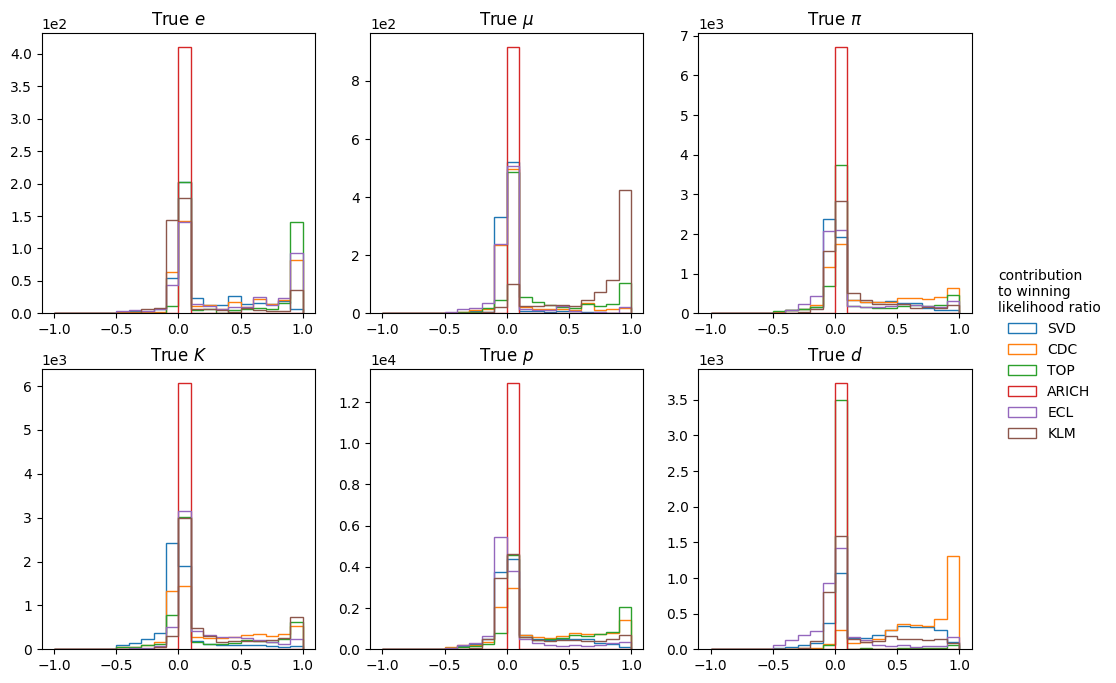 True e
1e2
4.0
3.5
3.0
2.5
2.0
1.5
1.0
0.5
0.0
−1.0 −0.5 0.0 0.5 1.0
True μ
1e2
8
6
4
2
0
−1.0 −0.5 0.0 0.5 1.0
True π
1e3
7
6
5
4
3
2
1
0
−1.0 −0.5 0.0 0.5 1.0
True K
1e3
6
5
4
3
2
1
0
−1.0 −0.5 0.0 0.5 1.0
True p
1e4
1.2
1.0
0.8
0.6
0.4
0.2
0.0
−1.0 −0.5 0.0 0.5 1.0
True d
1e3
3.5
3.0
2.5
2.0
1.5
1.0
0.5
0.0
−1.0 −0.5 0.0 0.5 1.0
contribution
to winning
likelihood ratio
SVD
CDC
TOP
ARICH
ECL
KLM